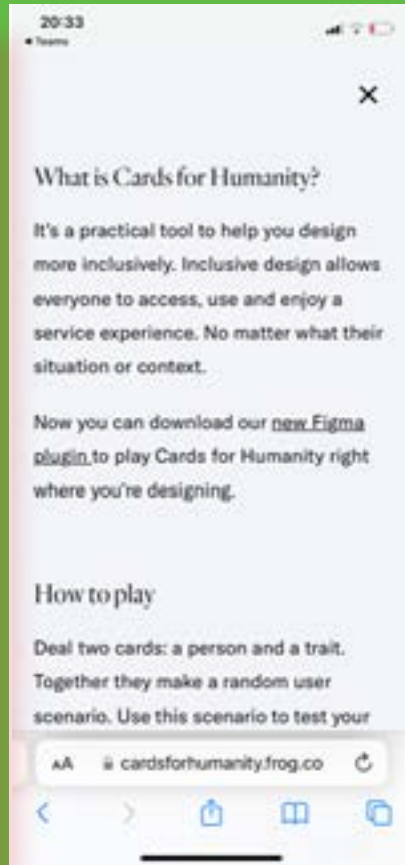 20:33
◀ Teams
What is Cards for Humanity?
It's a practical tool to help you design
more inclusively. Inclusive design allows
everyone to access, use and enjoy a
service experience. No matter what their
situation or context.
Now you can download our new Figma
plugin to play Cards for Humanity right
where you're designing.
How to play
Deal two cards: a person and a trait.
Together they make a random user
scenario. Use this scenario to test your
AA cardsforhumanity.frog.co